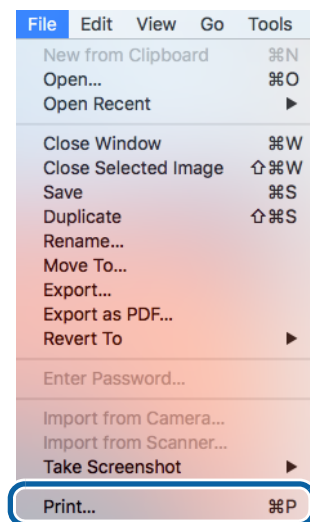 File Edit View Go Tools
New from Clipboard ⌘N
Open... ⌘O
Open Recent ▶
Close Window ⌘W
Close Selected Image ⇧⌘W
Save ⌘S
Duplicate ⇧⌘S
Rename...
Move To...
Export...
Export as PDF...
Revert To ▶
Enter Password...
Import from Camera...
Import from Scanner...
Take Screenshot ▶
Print... ⌘P